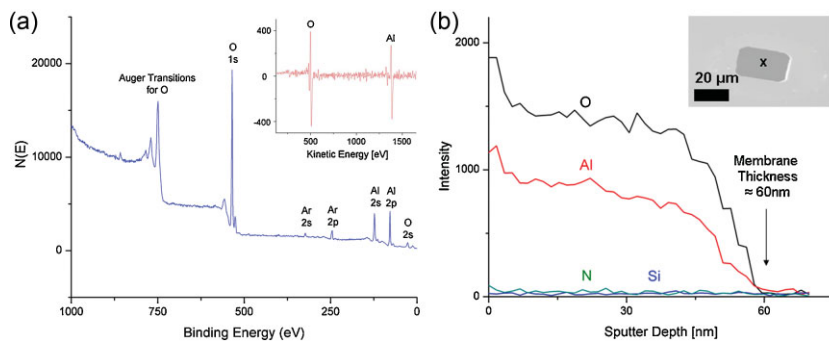 (a)
20000
10000
0
N(E)
1000
750
500
250
0
Binding Energy (eV)
Auger Transitions
for O
O
1s
Ar
2s
Ar
2p
Al
2s
Al
2p
O
2s
400
0
-400
500
1000
1500
Kinetic Energy [eV]
O
Al
(b)
2000
1000
0
Intensity
0
30
60
Sputter Depth [nm]
O
Al
N
Si
Membrane
Thickness
≈ 60nm
x
20 µm